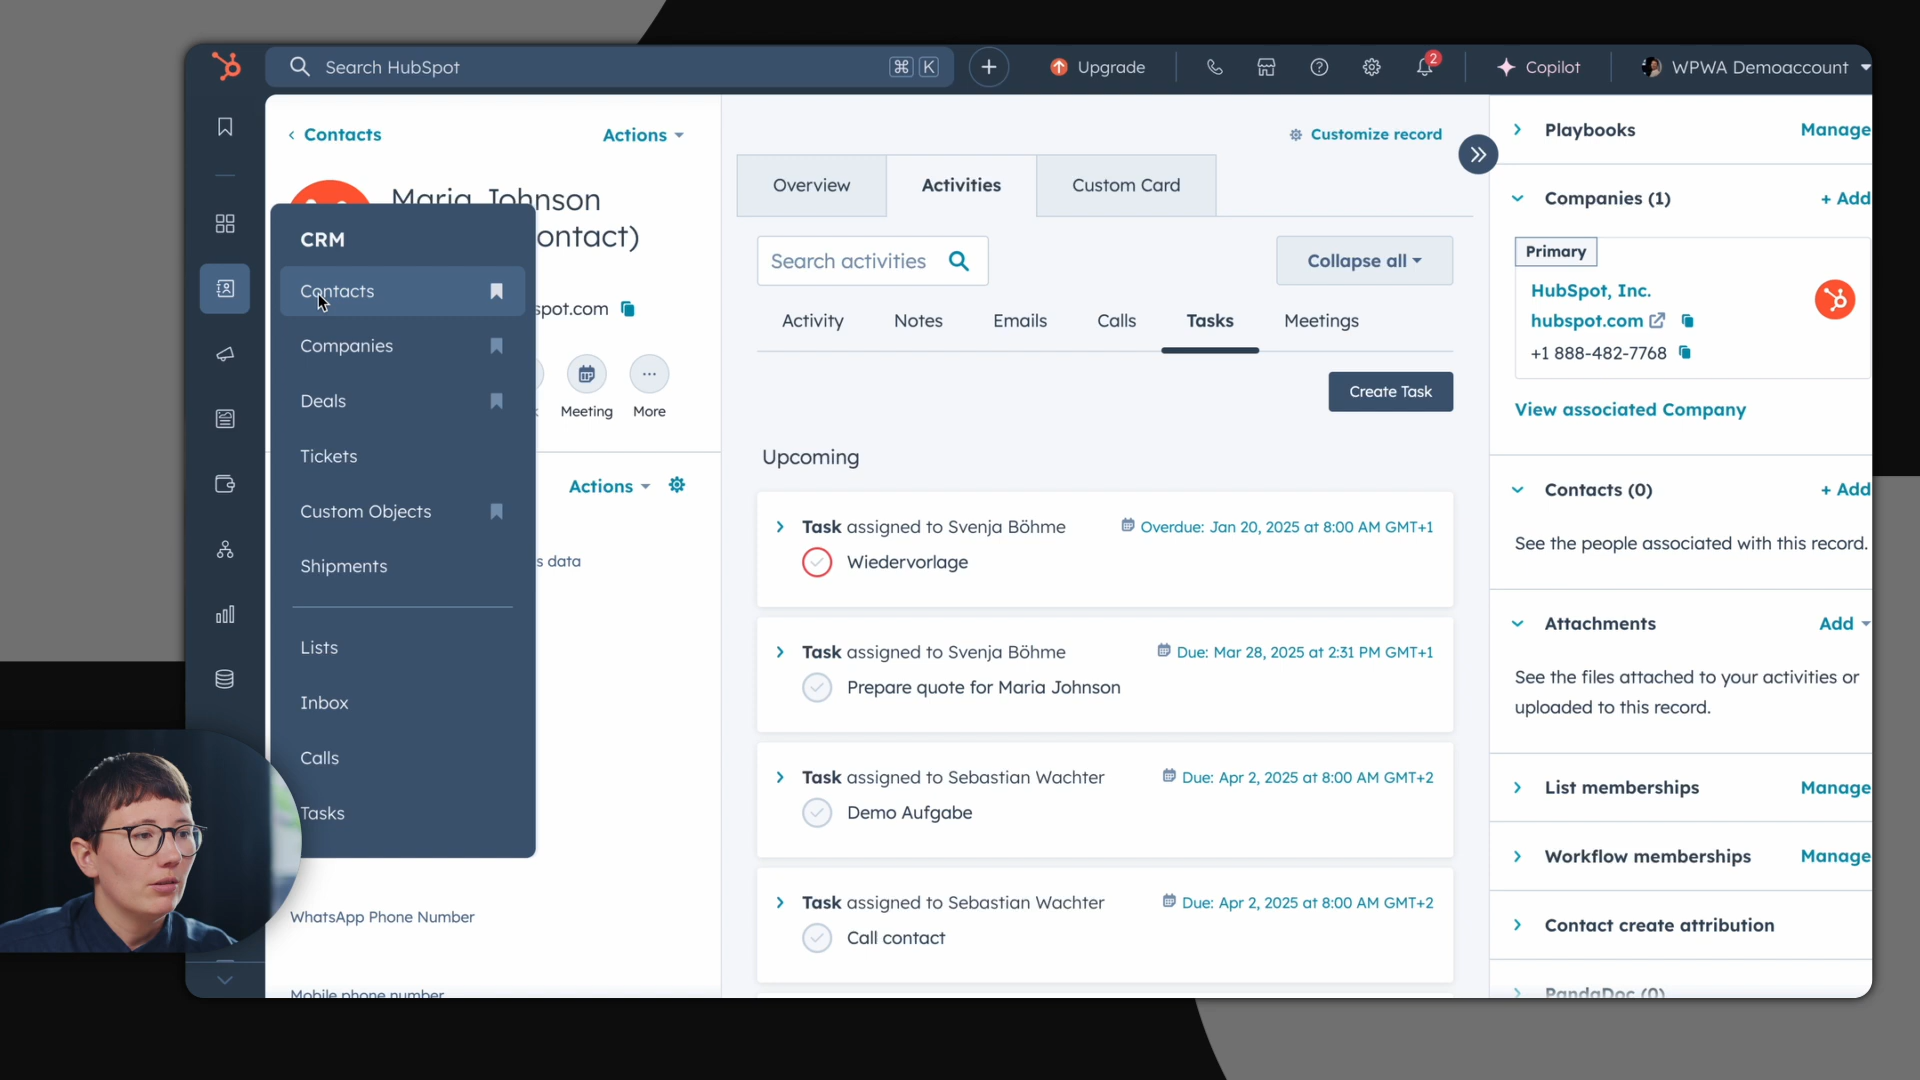 Search HubSpot
⌘ K
Upgrade
2
Copilot
WPWA Demoaccount
Contacts
Actions
Maria Johnson
ontact)
spot.com
Meeting
More
Actions
s data
WhatsApp Phone Number
Mobile phone number
CRM
Contacts
Companies
Deals
Tickets
Custom Objects
Shipments
Lists
Inbox
Calls
Tasks
Customize record
Overview
Activities
Custom Card
Search activities
Collapse all
Activity
Notes
Emails
Calls
Tasks
Meetings
Create Task
Upcoming
Task assigned to Svenja Böhme
Overdue: Jan 20, 2025 at 8:00 AM GMT+1
Wiedervorlage
Task assigned to Svenja Böhme
Due: Mar 28, 2025 at 2:31 PM GMT+1
Prepare quote for Maria Johnson
Task assigned to Sebastian Wachter
Due: Apr 2, 2025 at 8:00 AM GMT+2
Demo Aufgabe
Task assigned to Sebastian Wachter
Due: Apr 2, 2025 at 8:00 AM GMT+2
Call contact
Playbooks
Manage
Companies (1)
+ Add
Primary
HubSpot, Inc.
hubspot.com
+1 888-482-7768
View associated Company
Contacts (0)
+ Add
See the people associated with this record.
Attachments
Add
See the files attached to your activities or
uploaded to this record.
List memberships
Manage
Workflow memberships
Manage
Contact create attribution
PandaDoc (0)